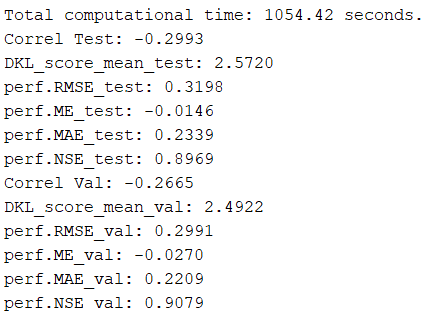 Total computational time: 1054.42 seconds.
Correl Test: -0.2993
DKL_score_mean_test: 2.5720
perf.RMSE_test: 0.3198
perf.ME_test: -0.0146
perf.MAE_test: 0.2339
perf.NSE_test: 0.8969
Correl Val: -0.2665
DKL_score_mean_val: 2.4922
perf.RMSE_val: 0.2991
perf.ME_val: -0.0270
perf.MAE_val: 0.2209
perf.NSE val: 0.9079